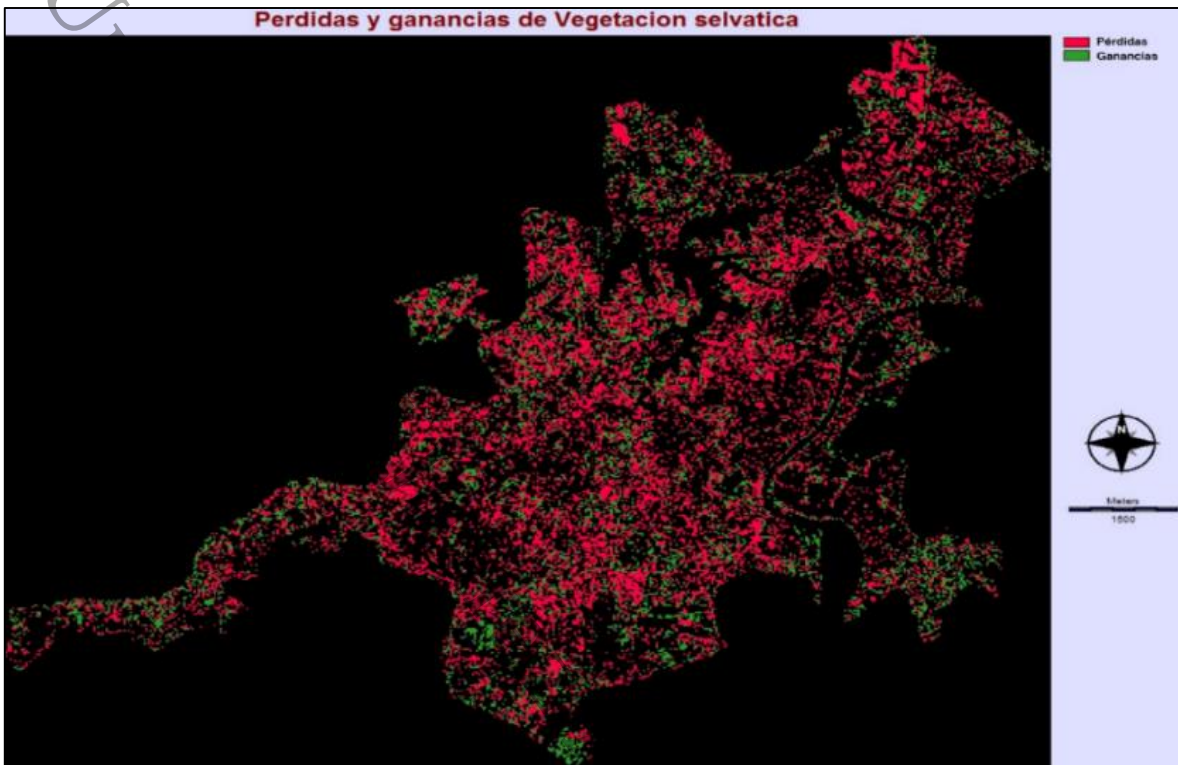 Perdidas y ganancias de Vegetacion selvatica
Pérdidas
Ganancias
N
Meters
1500